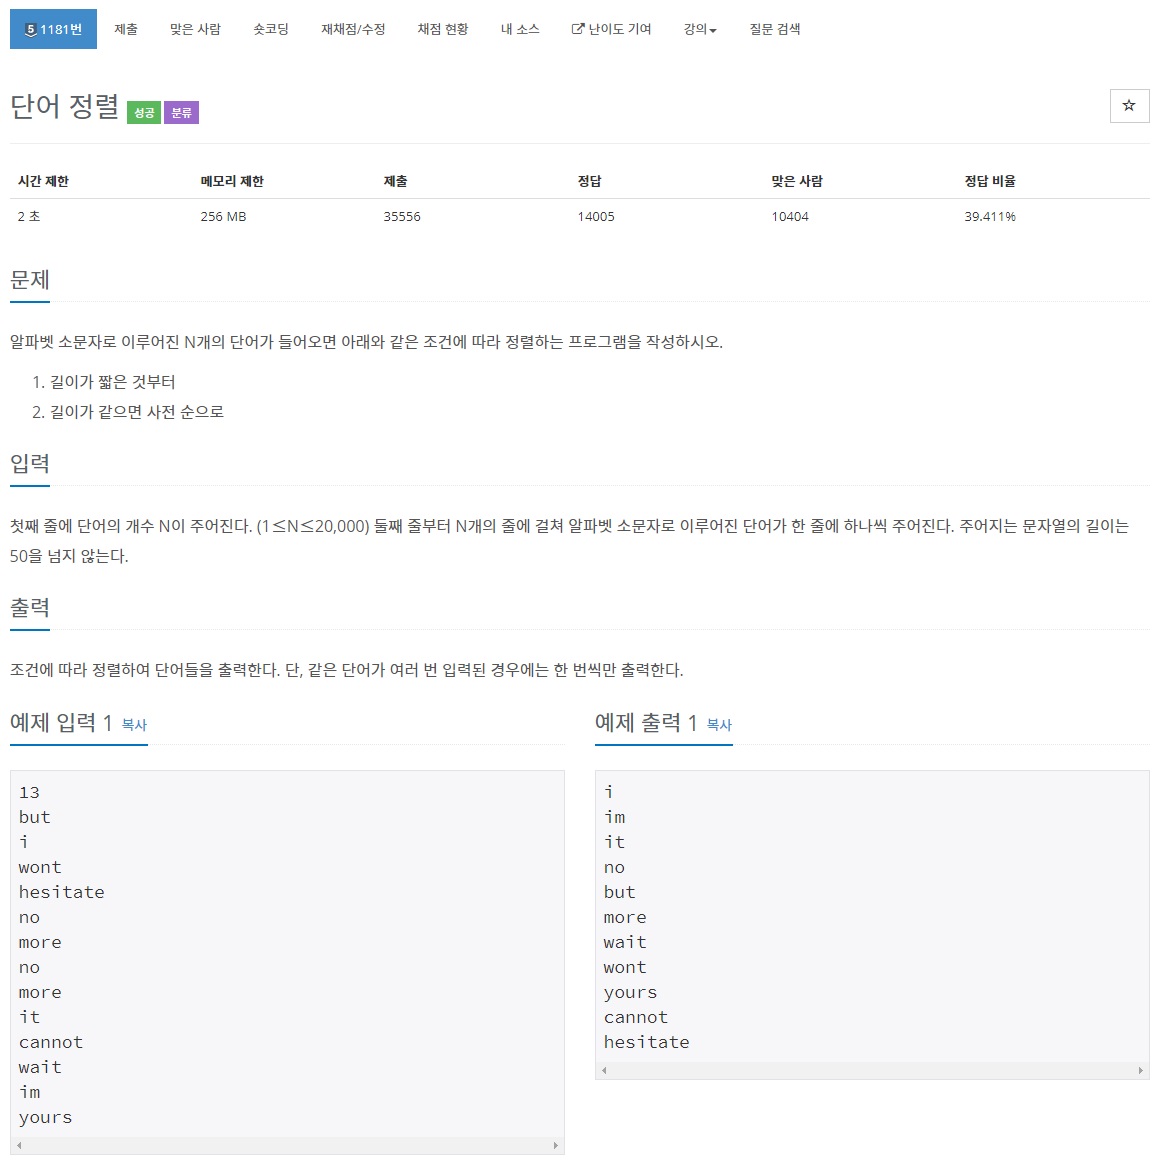 5 1181번 제출 맞은 사람 숏코딩 재채점/수정 채점 현황 내 소스 난이도 기여 강의 질문 검색
단어 정렬 성공 분류
시간 제한 메모리 제한 제출 정답 맞은 사람 정답 비율
2 초 256 MB 35556 14005 10404 39.411%
문제
알파벳 소문자로 이루어진 N개의 단어가 들어오면 아래와 같은 조건에 따라 정렬하는 프로그램을 작성하시오.
1. 길이가 짧은 것부터
2. 길이가 같으면 사전 순으로
입력
첫째 줄에 단어의 개수 N이 주어진다. (1≤N≤20,000) 둘째 줄부터 N개의 줄에 걸쳐 알파벳 소문자로 이루어진 단어가 한 줄에 하나씩 주어진다. 주어지는 문자열의 길이는
50을 넘지 않는다.
출력
조건에 따라 정렬하여 단어들을 출력한다. 단, 같은 단어가 여러 번 입력된 경우에는 한 번씩만 출력한다.
예제 입력 1 복사
13
but
i
wont
hesitate
no
more
no
more
it
cannot
wait
im
yours
예제 출력 1 복사
i
im
it
no
but
more
wait
wont
yours
cannot
hesitate